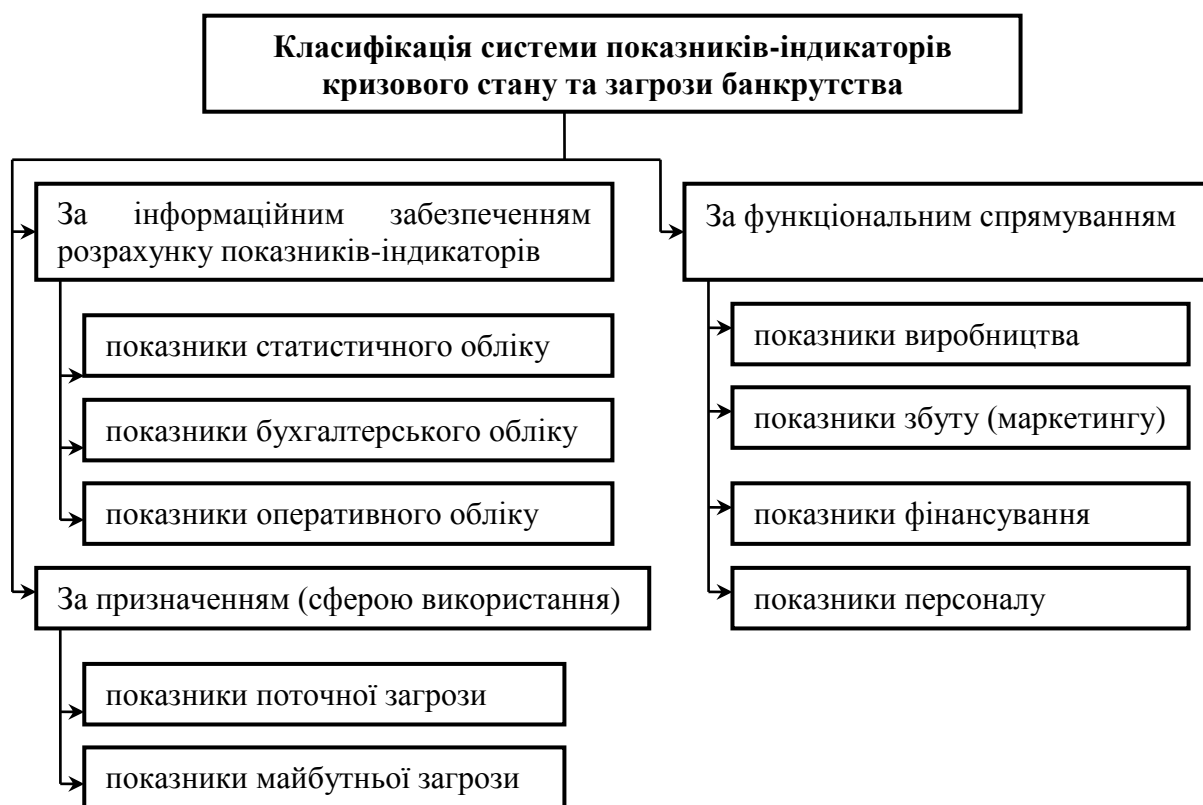 Класифікація системи показників-індикаторів
кризового стану та загрози банкрутства
За інформаційним забезпеченням
розрахунку показників-індикаторів
показники статистичного обліку
показники бухгалтерського обліку
показники оперативного обліку
За призначенням (сферою використання)
показники поточної загрози
показники майбутньої загрози
За функціональним спрямуванням
показники виробництва
показники збуту (маркетингу)
показники фінансування
показники персоналу